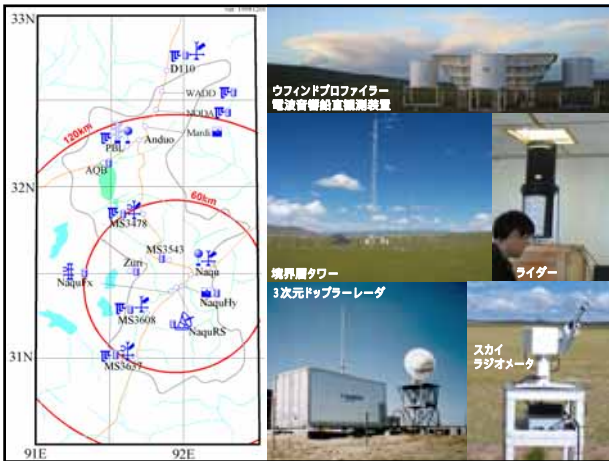 33N
D110
WADD
NODA
120km
Mardi
PBL
Anduo
AQB
32N
60km
MS3478
MS3543
Zuri
Naqu
NaquFx
NaquHy
MS3608
NaquRS
31N
MS3637
91E
92E
ウフィンドプロファイラー
電波音響鉛直観測装置
境界層タワー
ライダー
3次元ドップラーレーダ
スカイ
ラジオメータ